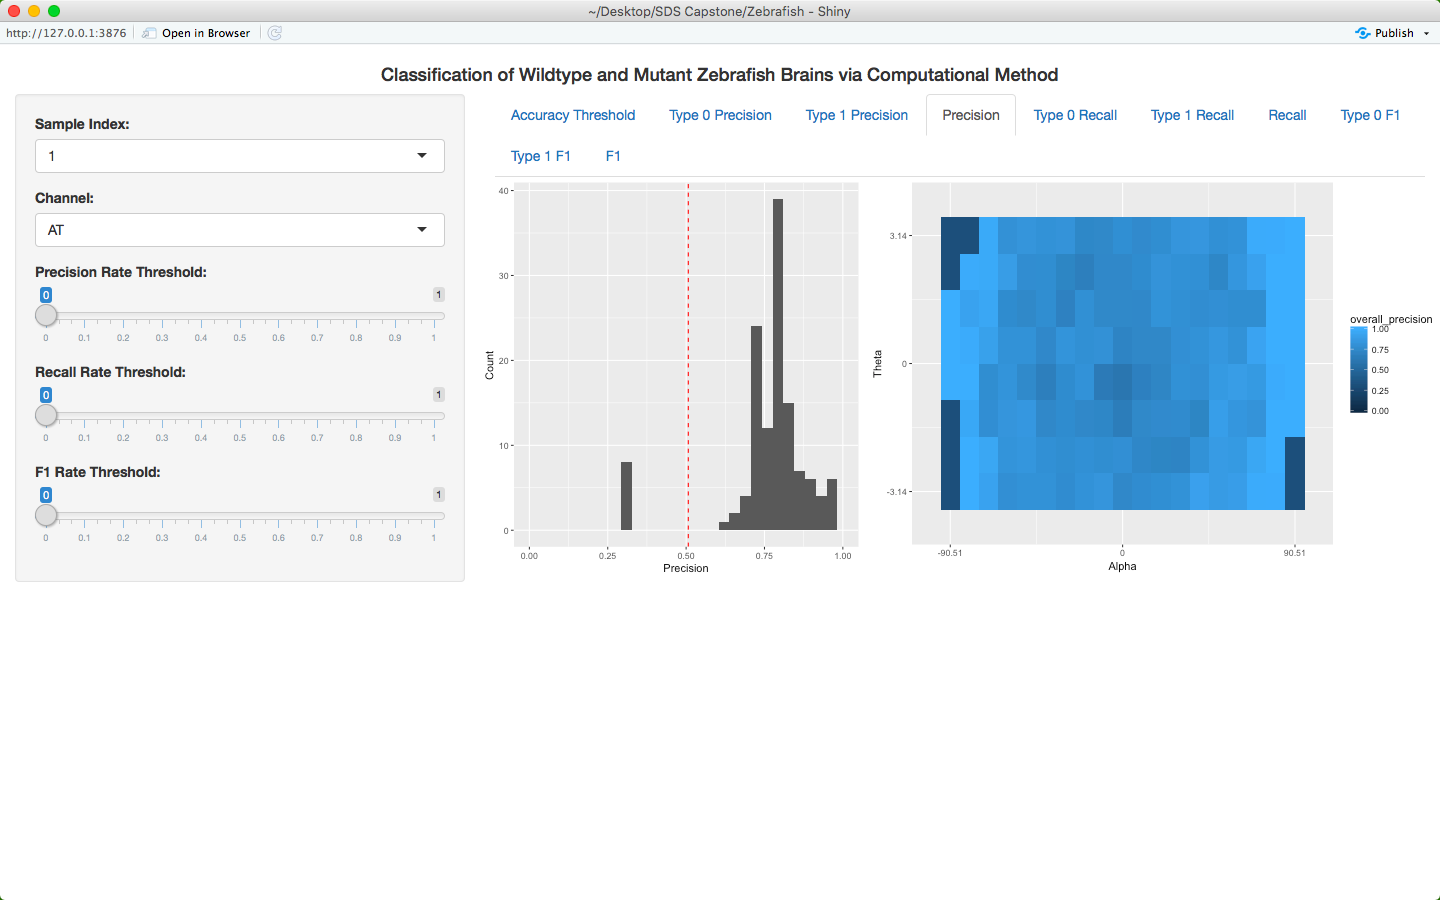 ~/Desktop/SDS Capstone/Zebrafish - Shiny
http://127.0.0.1:3876 Open in Browser Publish
Classification of Wildtype and Mutant Zebrafish Brains via Computational Method
Sample Index:
1
Channel:
AT
Precision Rate Threshold:
0 1
0 0.1 0.2 0.3 0.4 0.5 0.6 0.7 0.8 0.9 1
Recall Rate Threshold:
0 1
0 0.1 0.2 0.3 0.4 0.5 0.6 0.7 0.8 0.9 1
F1 Rate Threshold:
0 1
0 0.1 0.2 0.3 0.4 0.5 0.6 0.7 0.8 0.9 1
Accuracy Threshold Type 0 Precision Type 1 Precision Precision Type 0 Recall Type 1 Recall Recall Type 0 F1
Type 1 F1 F1
40
30
20
10
0
Count
0.00 0.25 0.50 0.75 1.00
Precision
3.14
0
-3.14
Theta
-90.51 0 90.51
Alpha
overall_precision
1.00
0.75
0.50
0.25
0.00